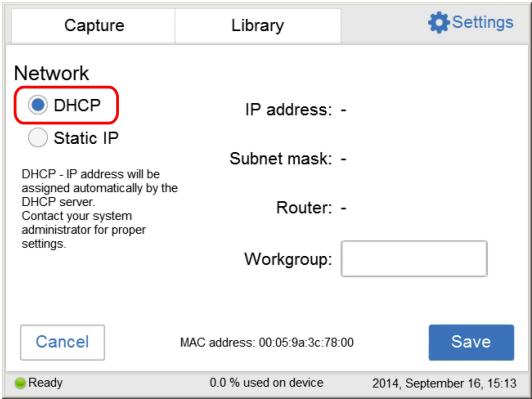 Capture
Library
Settings
Network
DHCP
Static IP
DHCP - IP address will be
assigned automatically by the
DHCP server.
Contact your system
administrator for proper
settings.
IP address: -
Subnet mask: -
Router: -
Workgroup:
Cancel
MAC address: 00:05:9a:3c:78:00
Save
Ready
0.0 % used on device
2014, September 16, 15:13